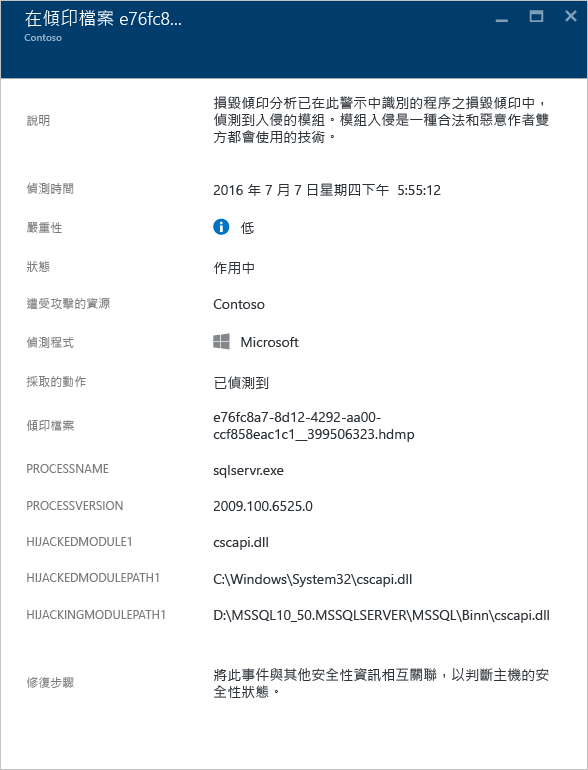 在傾印檔案 e76fc8...
Contoso
說明
損毀傾印分析已在此警示中識別的程序之損毀傾印中，
偵測到入侵的模組。模組入侵是一種合法和惡意作者雙
方都會使用的技術。
偵測時間
2016 年 7 月 7 日星期四下午 5:55:12
嚴重性
低
狀態
作用中
遭受攻擊的資源
Contoso
偵測程式
Microsoft
採取的動作
已偵測到
傾印檔案
e76fc8a7-8d12-4292-aa00-
ccf858eac1c1__399506323.hdmp
PROCESSNAME
sqlservr.exe
PROCESSVERSION
2009.100.6525.0
HIJACKEDMODULE1
cscapi.dll
HIJACKEDMODULEPATH1
C:\Windows\System32\cscapi.dll
HIJACKINGMODULEPATH1
D:\MSSQL10_50.MSSQLSERVER\MSSQL\Binn\cscapi.dll
修復步驟
將此事件與其他安全性資訊相互關聯，以判斷主機的安
全性狀態。